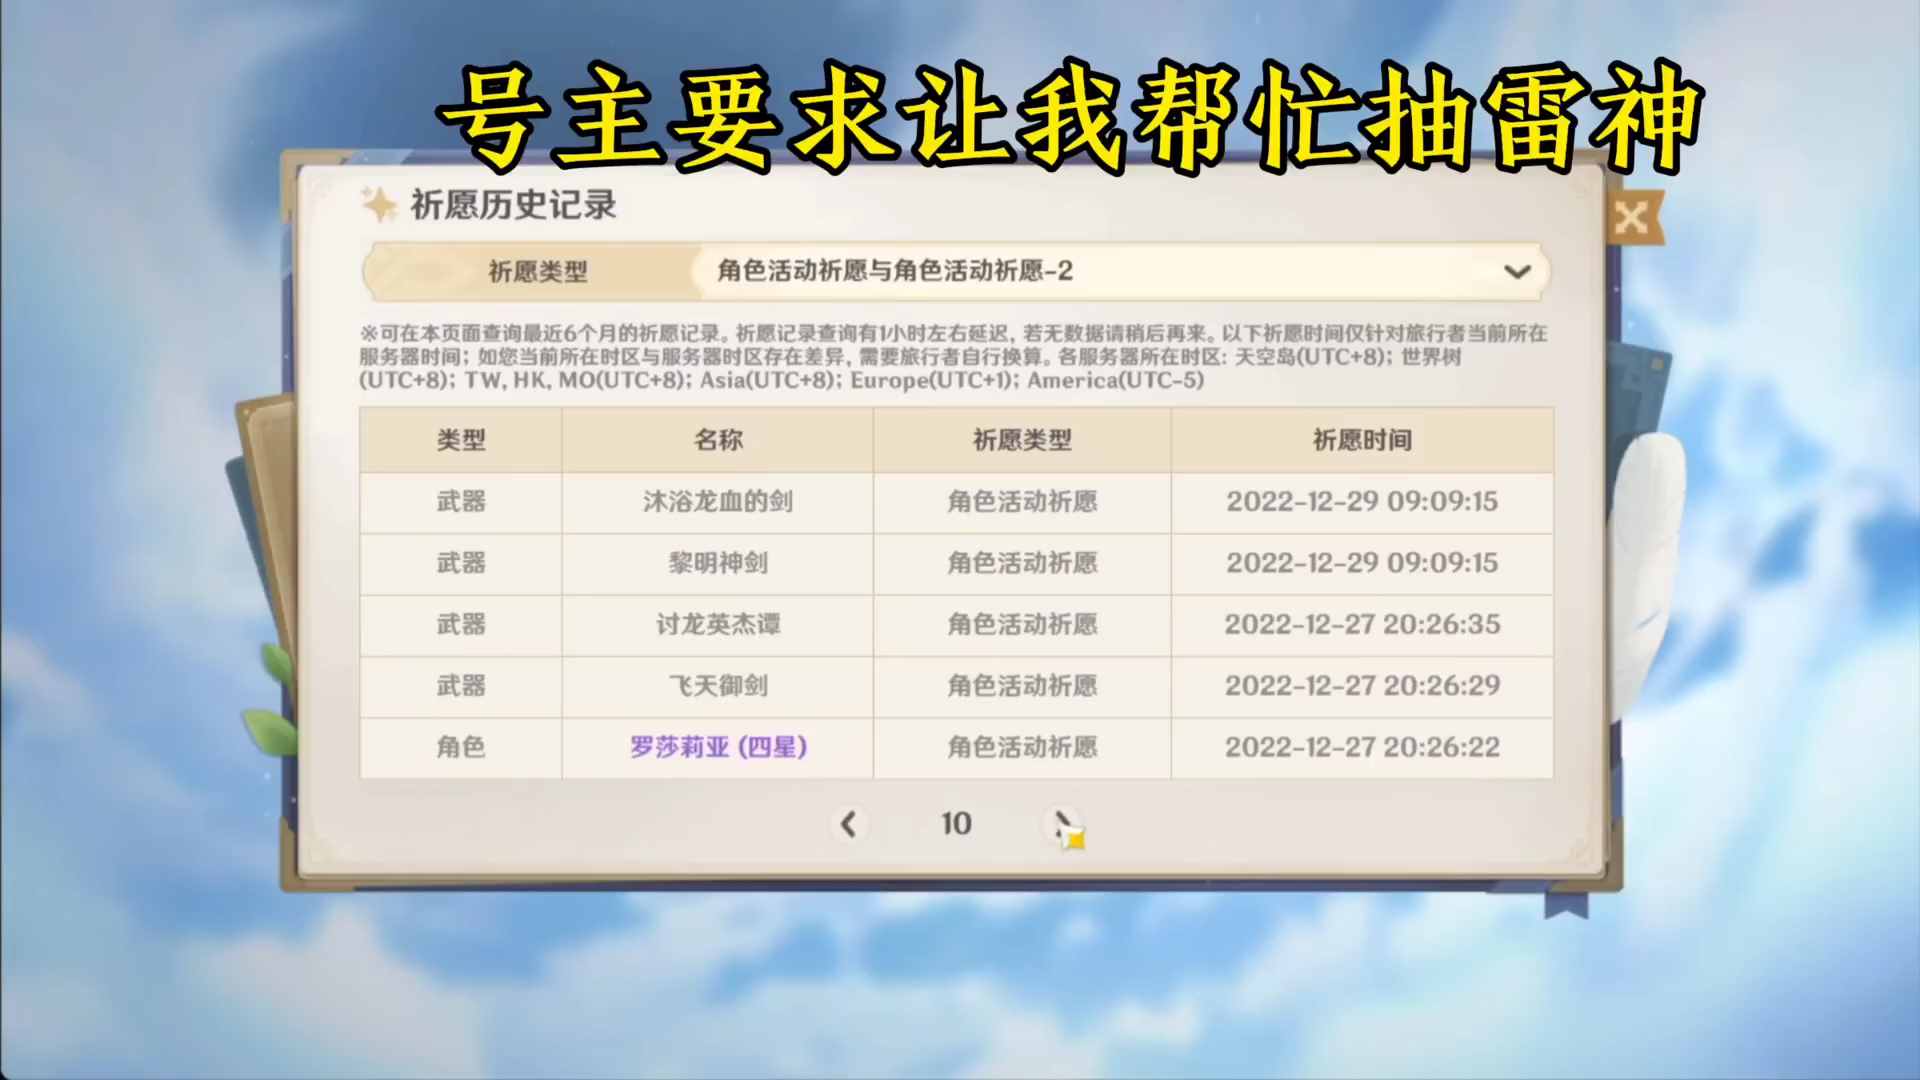 号主要求让我帮忙抽雷神
祈愿历史记录
祈愿类型 角色活动祈愿与角色活动祈愿-2
※可在本页面查询最近6个月的祈愿记录。祈愿记录查询有1小时左右延迟，若无数据请稍后再来。以下祈愿时间仅针对旅行者当前所在
服务器时间；如您当前所在时区与服务器时区存在差异，需要旅行者自行换算。各服务器所在时区：天空岛(UTC+8)；世界树
(UTC+8)；TW, HK, MO(UTC+8)；Asia(UTC+8)；Europe(UTC+1)；America(UTC-5)
类型 名称 祈愿类型 祈愿时间
武器 沐浴龙血的剑 角色活动祈愿 2022-12-29 09:09:15
武器 黎明神剑 角色活动祈愿 2022-12-29 09:09:15
武器 讨龙英杰谭 角色活动祈愿 2022-12-27 20:26:35
武器 飞天御剑 角色活动祈愿 2022-12-27 20:26:29
角色 罗莎莉亚 (四星) 角色活动祈愿 2022-12-27 20:26:22
10